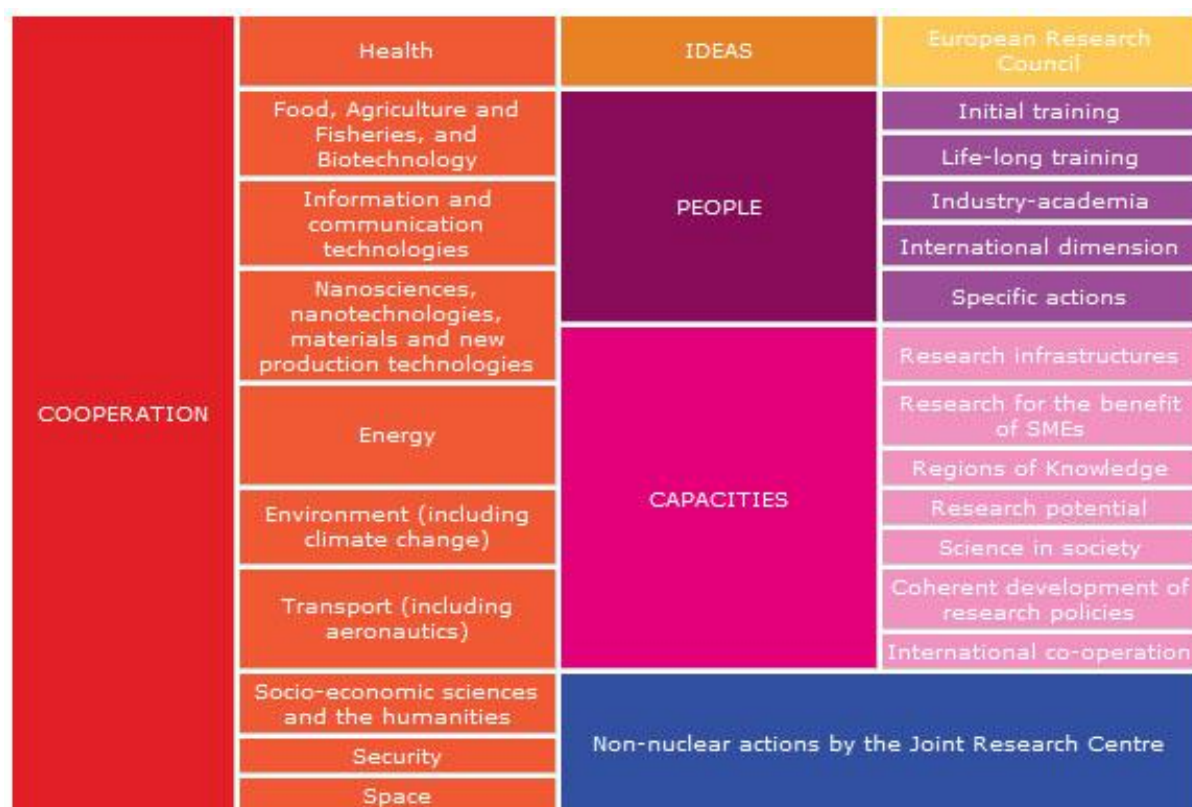 COOPERATION
Health
Food, Agriculture and
Fisheries, and
Biotechnology
Information and
communication
technologies
Nanosciences,
nanotechnologies,
materials and new
production technologies
Energy
Environment (including
climate change)
Transport (including
aeronautics)
Socio-economic sciences
and the humanities
Security
Space
IDEAS
European Research
Council
PEOPLE
Initial training
Life-long training
Industry-academia
International dimension
Specific actions
CAPACITIES
Research infrastructures
Research for the benefit
of SMEs
Regions of Knowledge
Research potential
Science in society
Coherent development of
research policies
International co-operation
Non-nuclear actions by the Joint Research Centre